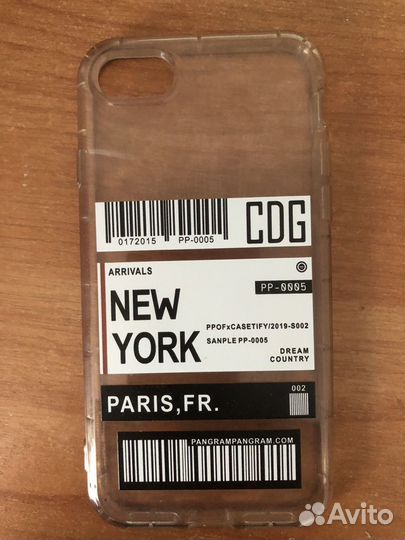 0172015 PP-0005
CDG
ARRIVALS
PP-0005
NEW
YORK
PPOFxCASETIFY/2019-S002
SANPLE PP-0005
DREAM
COUNTRY
PARIS,FR.
002
PANGRAMPANGRAM.COM
Avito